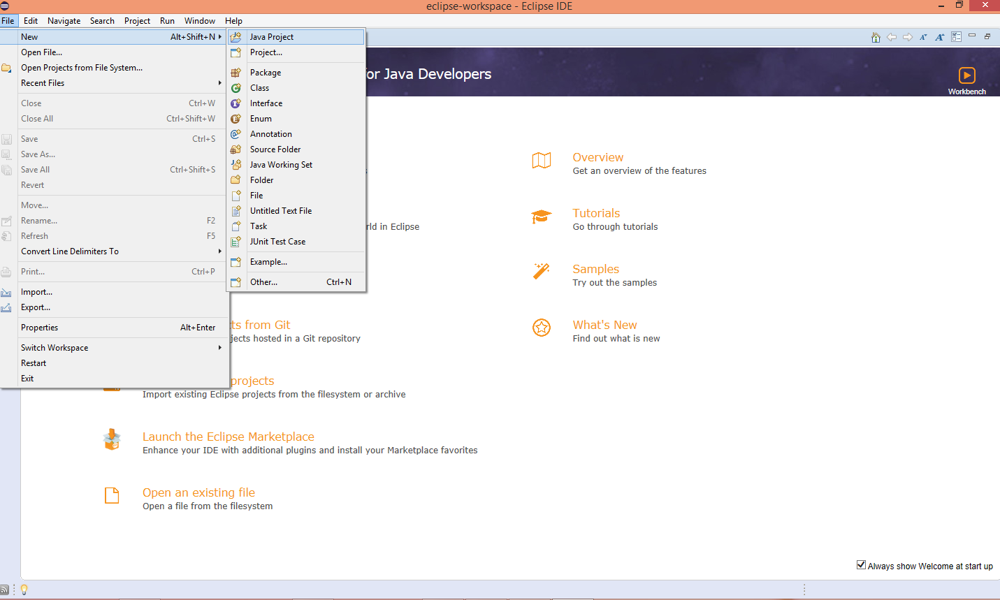 eclipse-workspace - Eclipse IDE
File Edit Navigate Search Project Run Window Help
New Alt+Shift+N
Open File...
Open Projects from File System...
Recent Files
Close Ctrl+W
Close All Ctrl+Shift+W
Save Ctrl+S
Save As...
Save All Ctrl+Shift+S
Revert
Move...
Rename... F2
Refresh F5
Convert Line Delimiters To
Print... Ctrl+P
Import...
Export...
Properties Alt+Enter
Switch Workspace
Restart
Exit
Java Project
Project...
Package
Class
Interface
Enum
Annotation
Source Folder
Java Working Set
Folder
File
Untitled Text File
Task
JUnit Test Case
Example...
Other... Ctrl+N
or Java Developers
Workbench
rld in Eclipse
ts from Git
jects hosted in a Git repository
projects
Import existing Eclipse projects from the filesystem or archive
Launch the Eclipse Marketplace
Enhance your IDE with additional plugins and install your Marketplace favorites
Open an existing file
Open a file from the filesystem
Overview
Get an overview of the features
Tutorials
Go through tutorials
Samples
Try out the samples
What's New
Find out what is new
Always show Welcome at start up